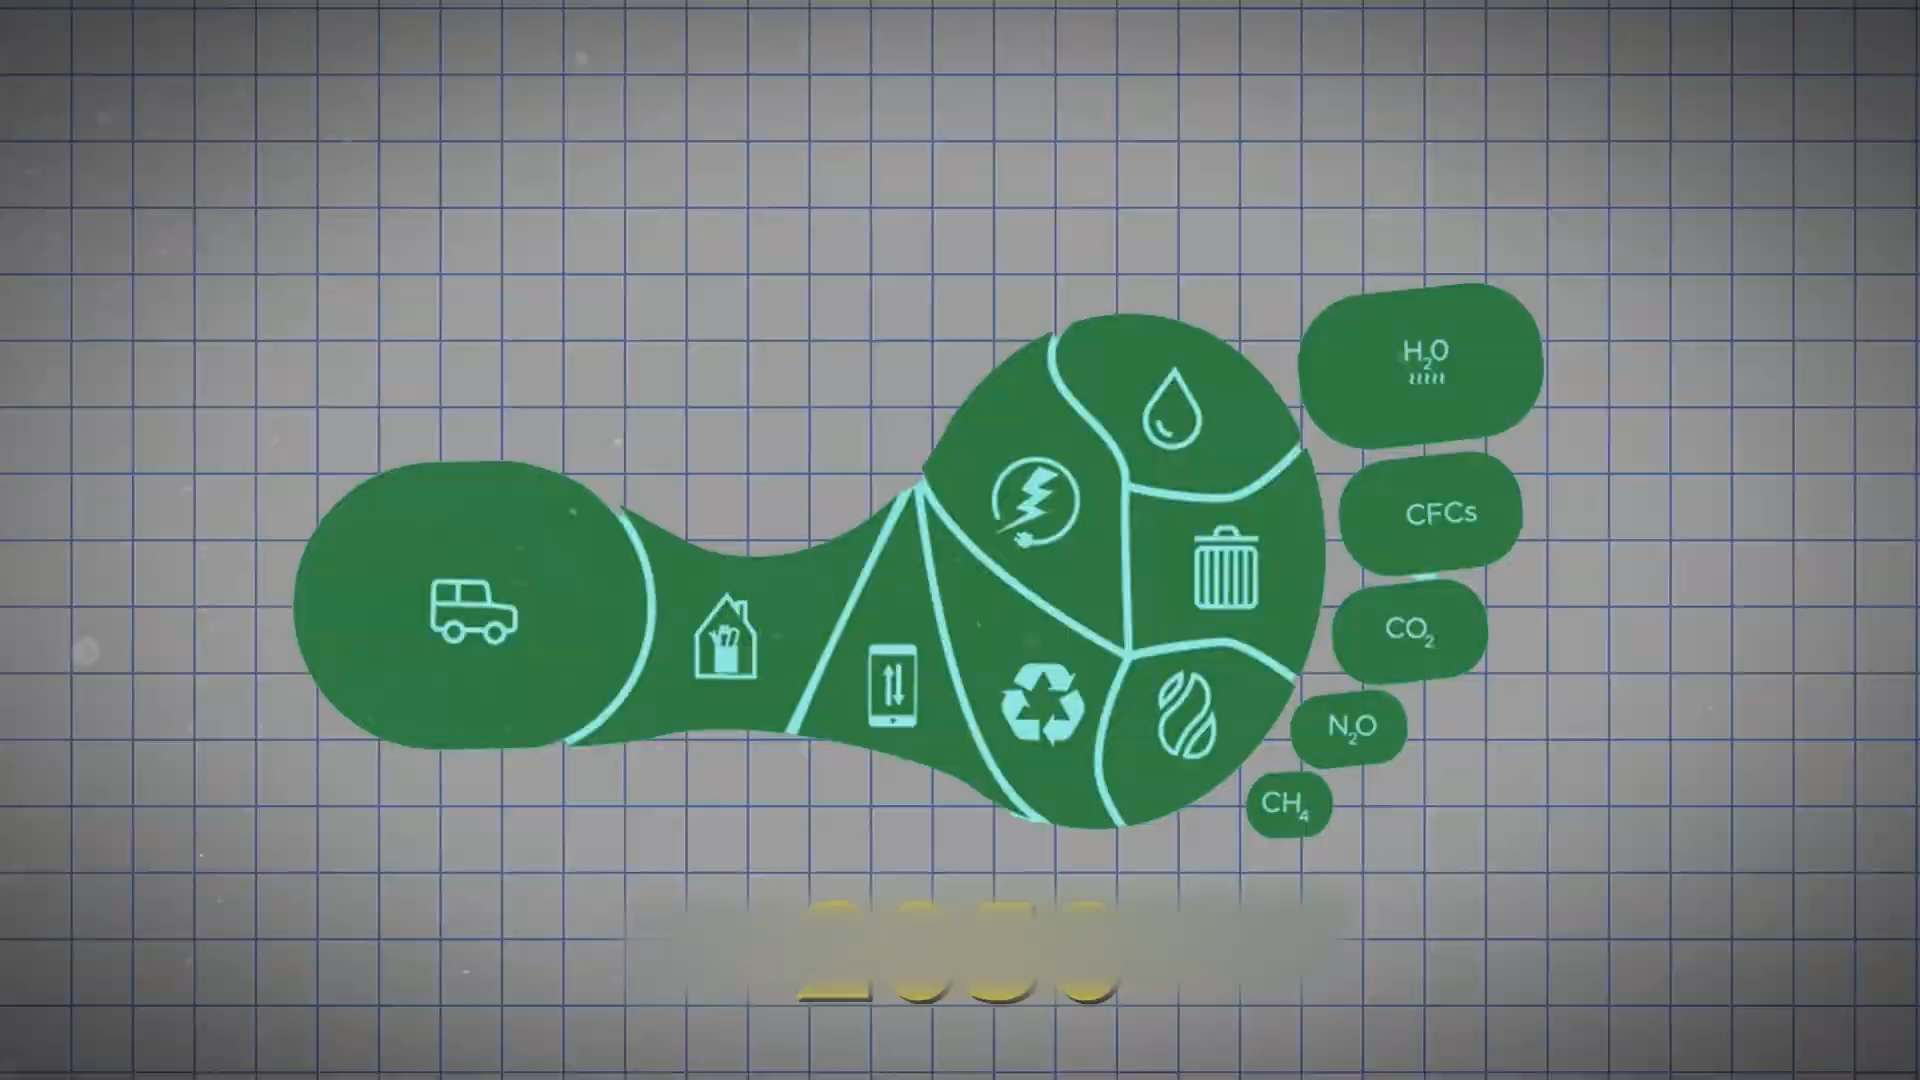 H₂O
CFCs
CO₂
N₂O
CH₄